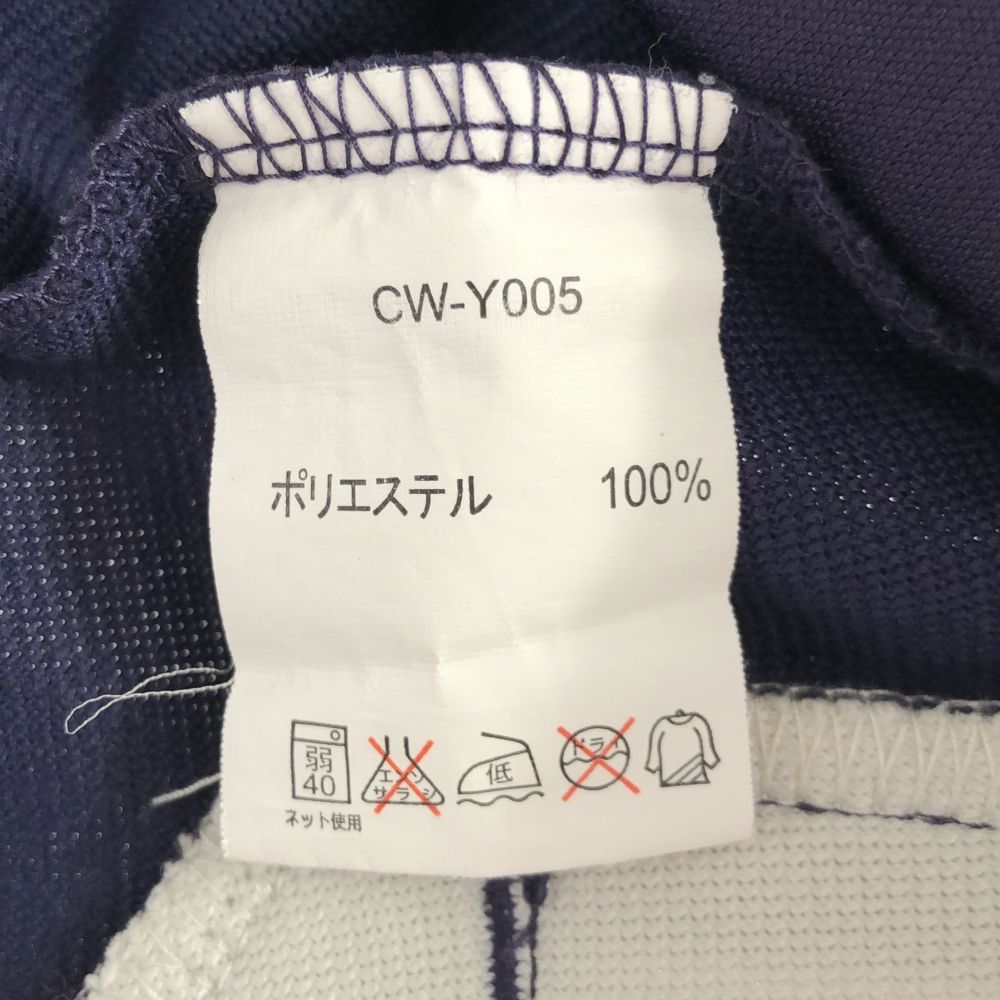 CW-Y005
ポリエステル 100%
弱 エンソ 低 ドライ
40 サラシ
ネット使用